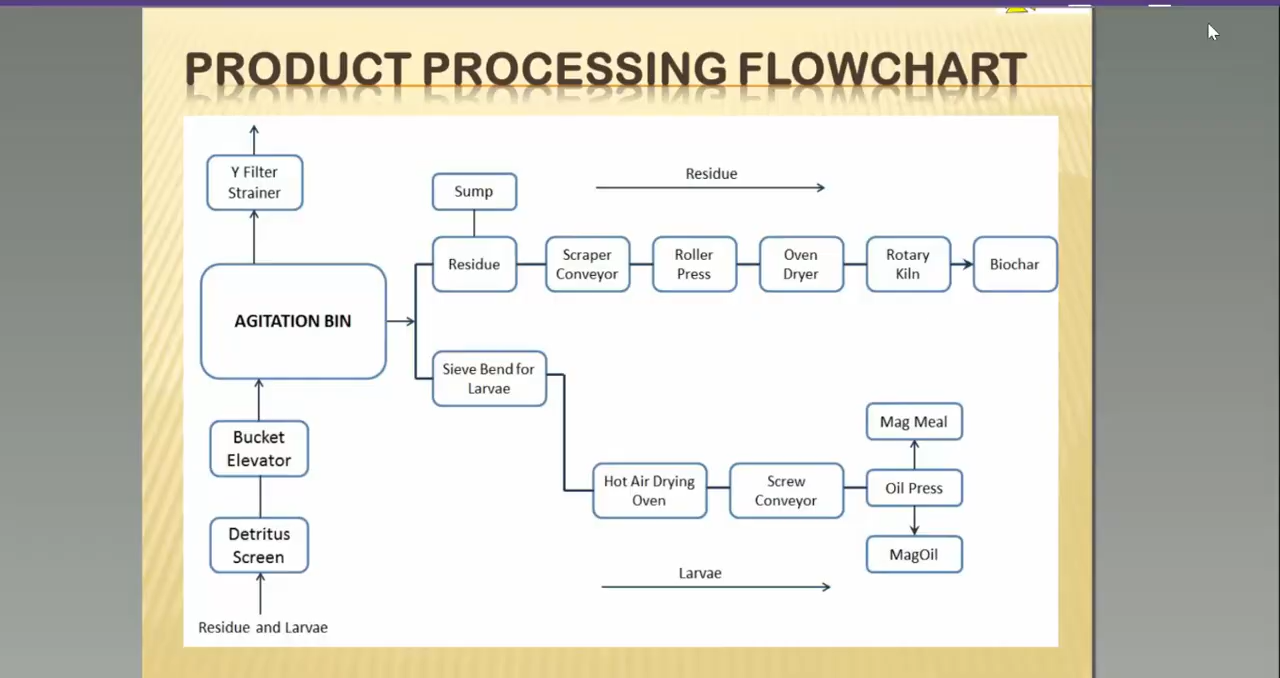 PRODUCT PROCESSING FLOWCHART
Y Filter
Strainer
Sump
Residue
Residue
Scraper
Conveyor
Roller
Press
Oven
Dryer
Rotary
Kiln
Biochar
AGITATION BIN
Sieve Bend for
Larvae
Bucket
Elevator
Mag Meal
Hot Air Drying
Oven
Screw
Conveyor
Oil Press
Detritus
Screen
MagOil
Larvae
Residue and Larvae